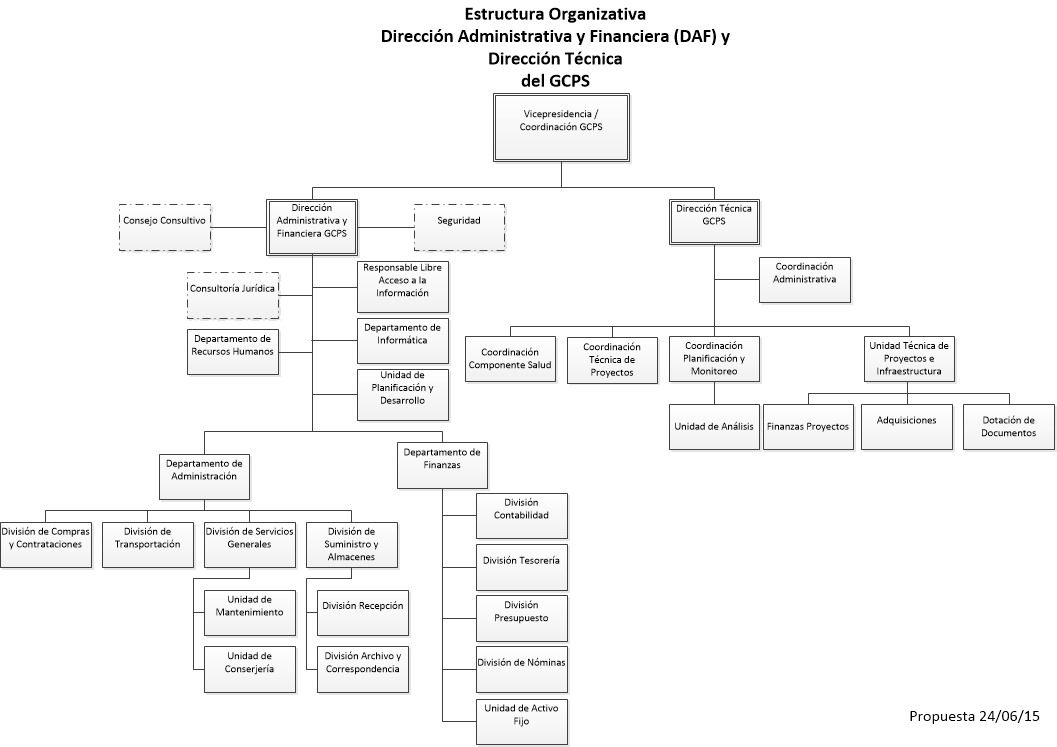 Estructura Organizativa
Dirección Administrativa y Financiera (DAF) y
Dirección Técnica
del GCPS
Vicepresidencia /
Coordinación GCPS
Consejo Consultivo
Dirección
Administrativa y
Financiera GCPS
Seguridad
Dirección Técnica
GCPS
Consultoría Jurídica
Responsable Libre
Acceso a la
Información
Coordinación
Administrativa
Departamento de
Recursos Humanos
Departamento de
Informática
Unidad de
Planificación y
Desarrollo
Coordinación
Componente Salud
Coordinación
Técnica de
Proyectos
Coordinación
Planificación y
Monitoreo
Unidad Técnica de
Proyectos e
Infraestructura
Unidad de Análisis
Finanzas Proyectos
Adquisiciones
Dotación de
Documentos
Departamento de
Administración
Departamento de
Finanzas
División de Compras
y Contrataciones
División de
Transportación
División de Servicios
Generales
División de
Suministro y
Almacenes
Unidad de
Mantenimiento
Unidad de
Conserjería
División Recepción
División Archivo y
Correspondencia
División
Contabilidad
División Tesorería
División
Presupuesto
División de Nóminas
Unidad de Activo
Fijo
Propuesta 24/06/15